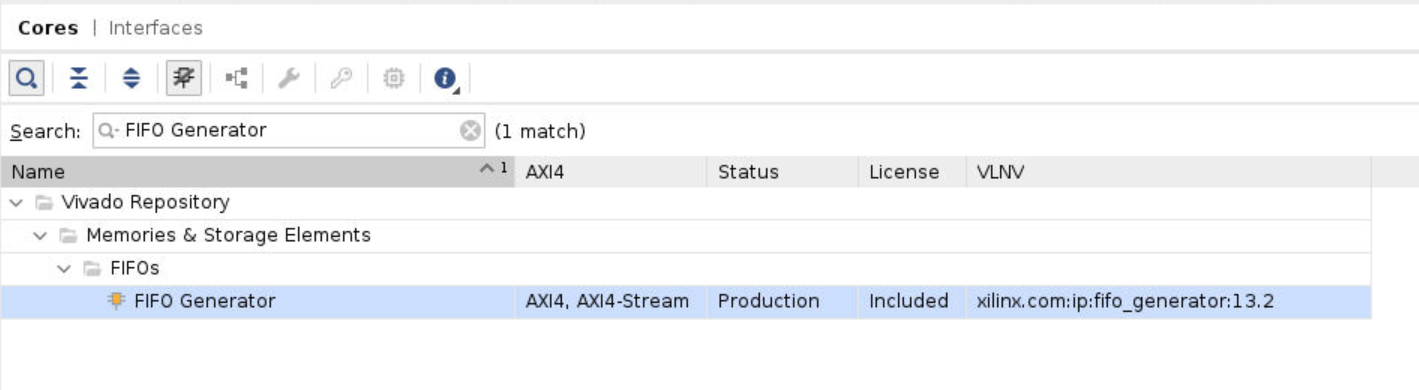 Cores | Interfaces
Search: FIFO Generator (1 match)
Name 1 AXI4 Status License VLNV
Vivado Repository
Memories & Storage Elements
FIFOs
FIFO Generator AXI4, AXI4-Stream Production Included xilinx.com:ip:fifo_generator:13.2